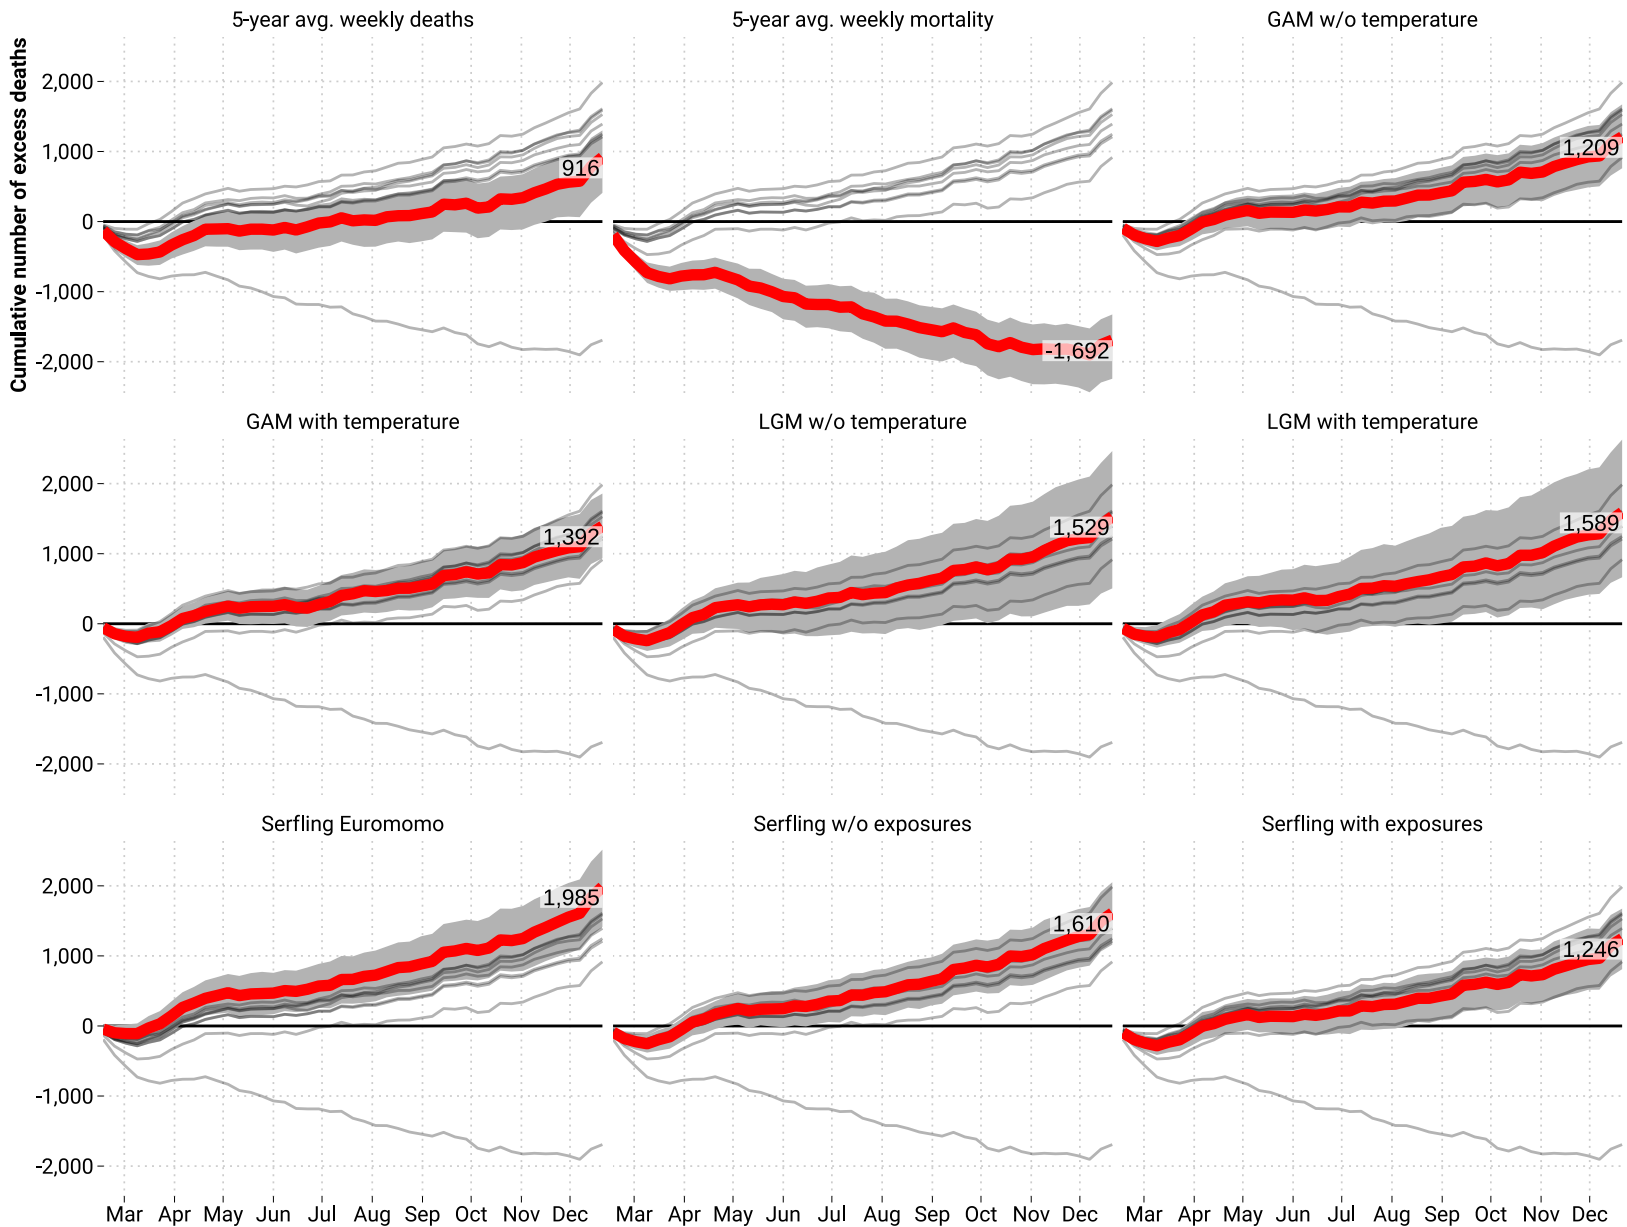 5-year avg. weekly deaths
5-year avg. weekly mortality
GAM w/o temperature
Cumulative number of excess deaths
2,000
1,000
0
-1,000
-2,000
916
-1,692
1,209
GAM with temperature
LGM w/o temperature
LGM with temperature
2,000
1,000
0
-1,000
-2,000
1,392
1,529
1,589
Serfling Euromomo
Serfling w/o exposures
Serfling with exposures
2,000
1,000
0
-1,000
-2,000
1,985
1,610
1,246
Mar Apr May Jun Jul Aug Sep Oct Nov Dec
Mar Apr May Jun Jul Aug Sep Oct Nov Dec
Mar Apr May Jun Jul Aug Sep Oct Nov Dec